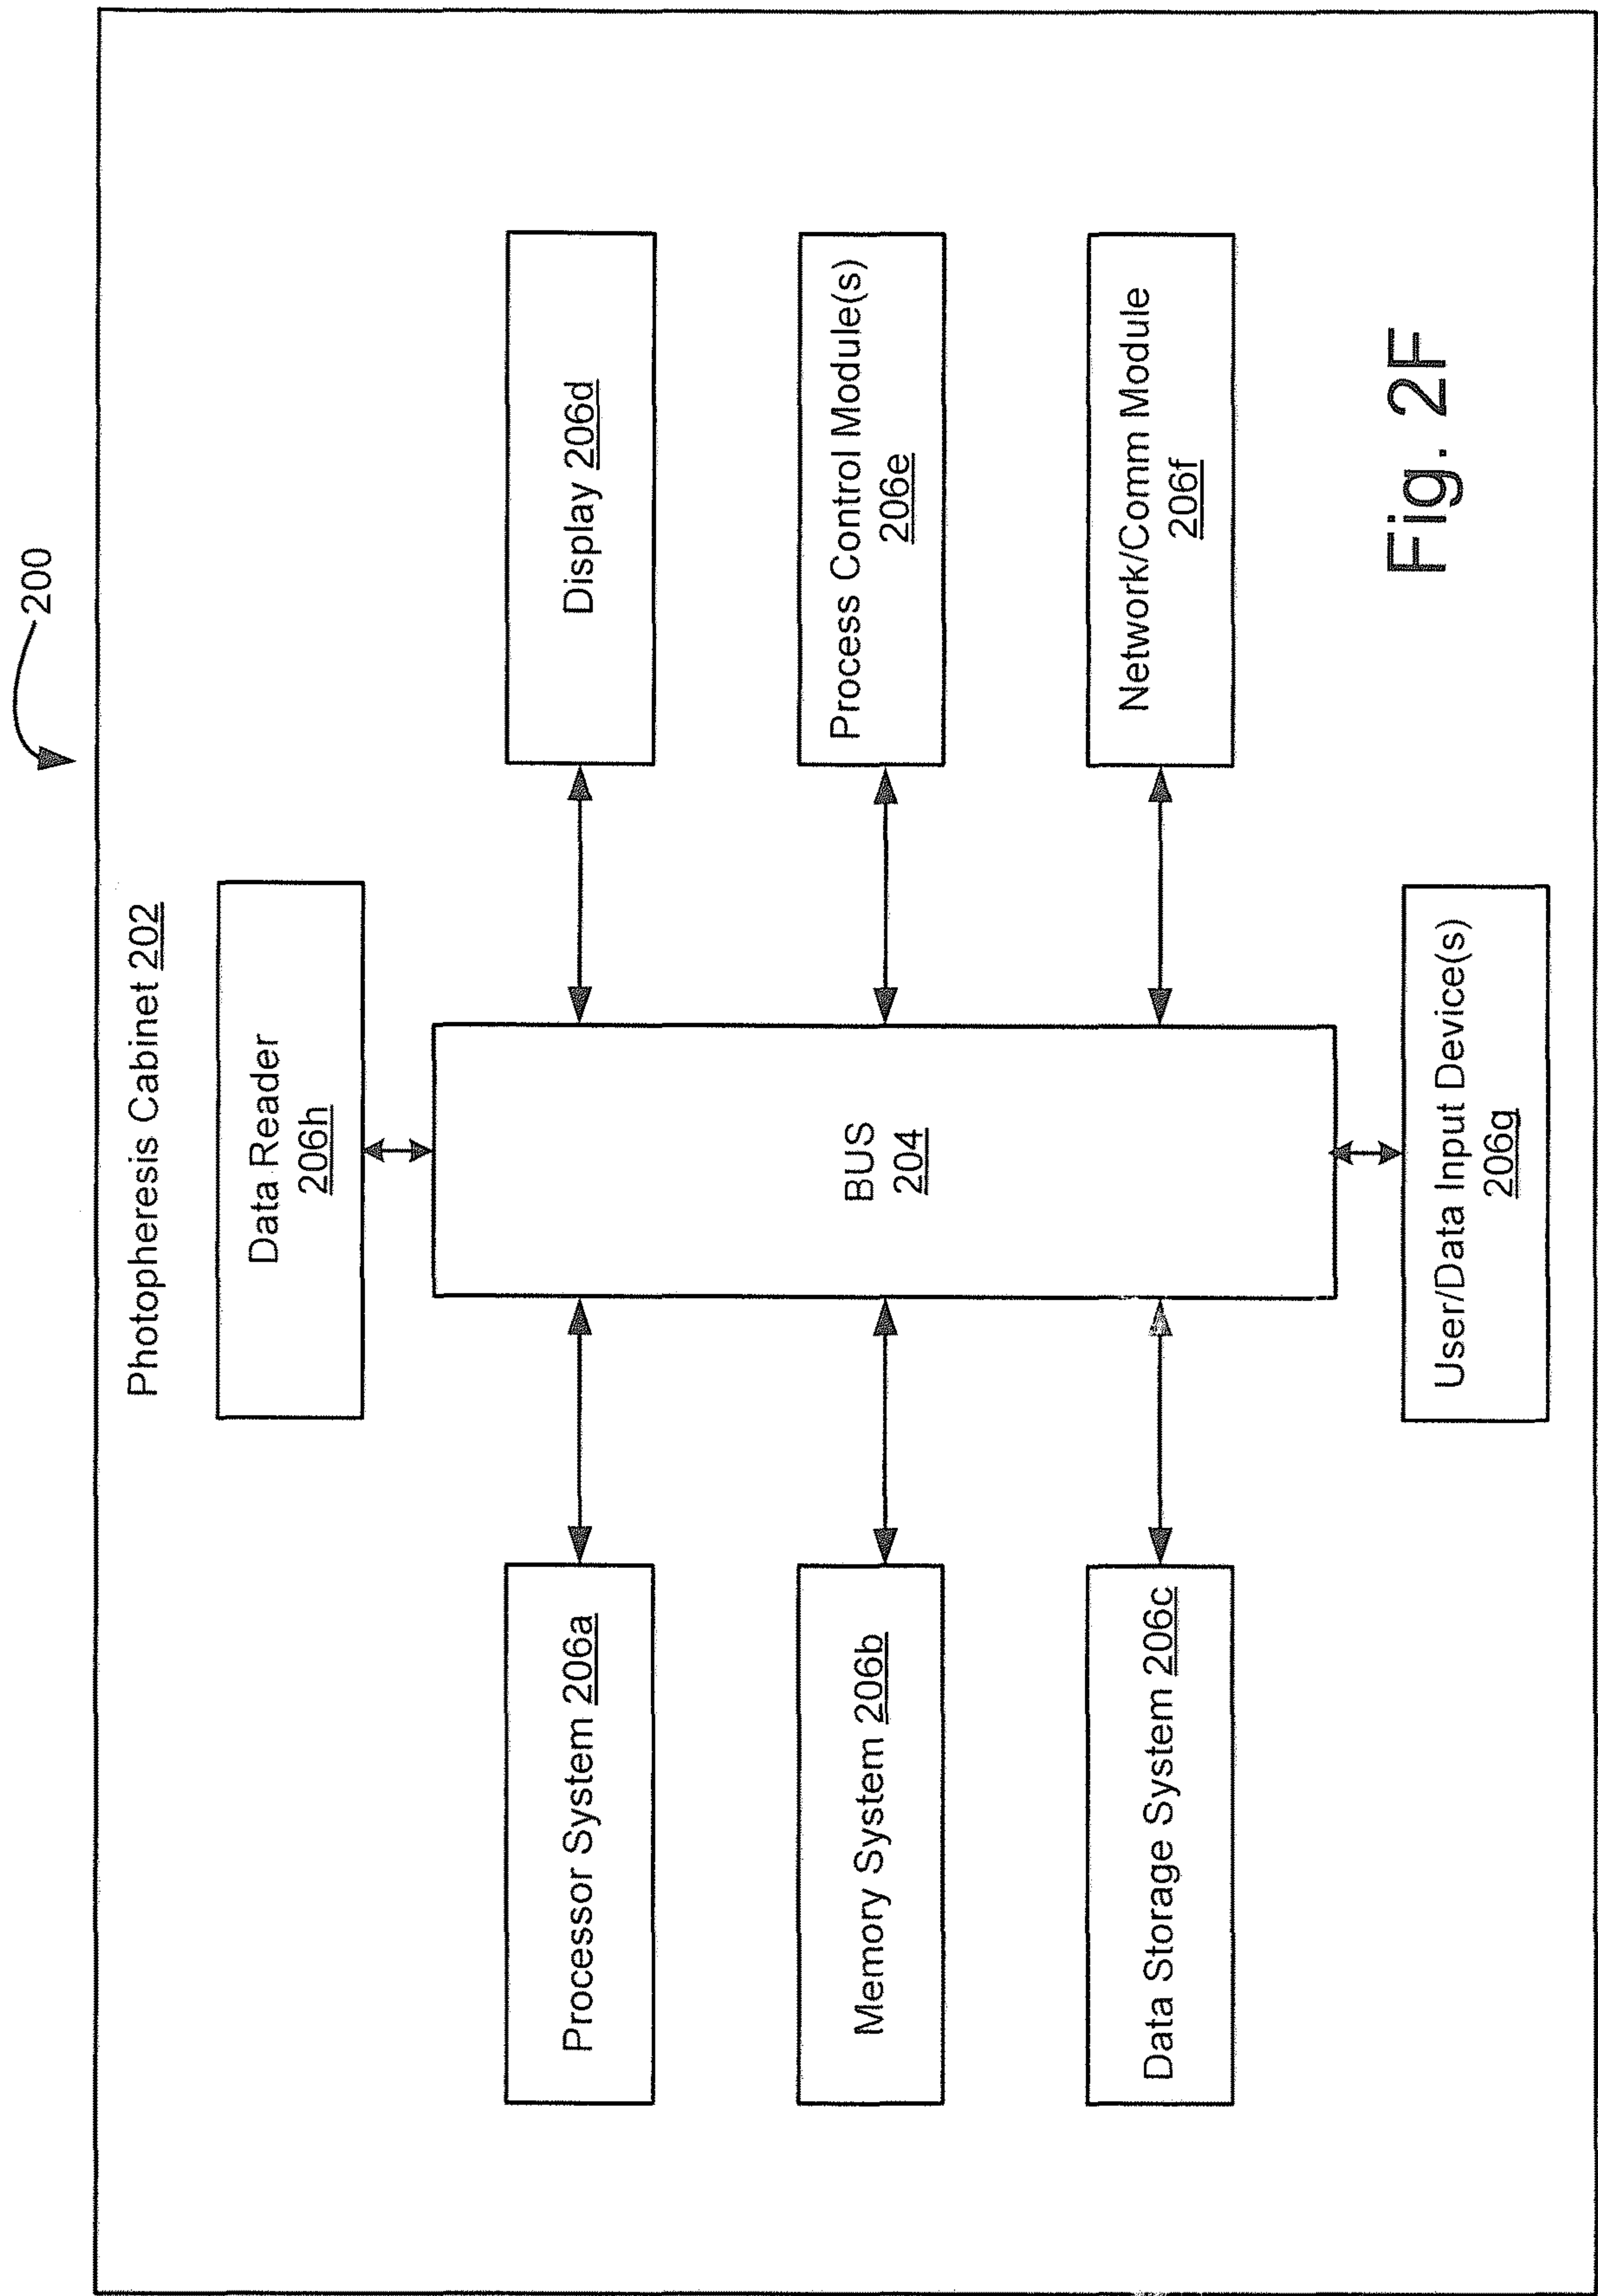 200
Photopheresis Cabinet 202
Data Reader
206h
Processor System 206a
Display 206d
BUS
204
Memory System 206b
Process Control Module(s)
206e
Data Storage System 206c
Network/Comm Module
206f
User/Data Input Device(s)
206g
Fig. 2F